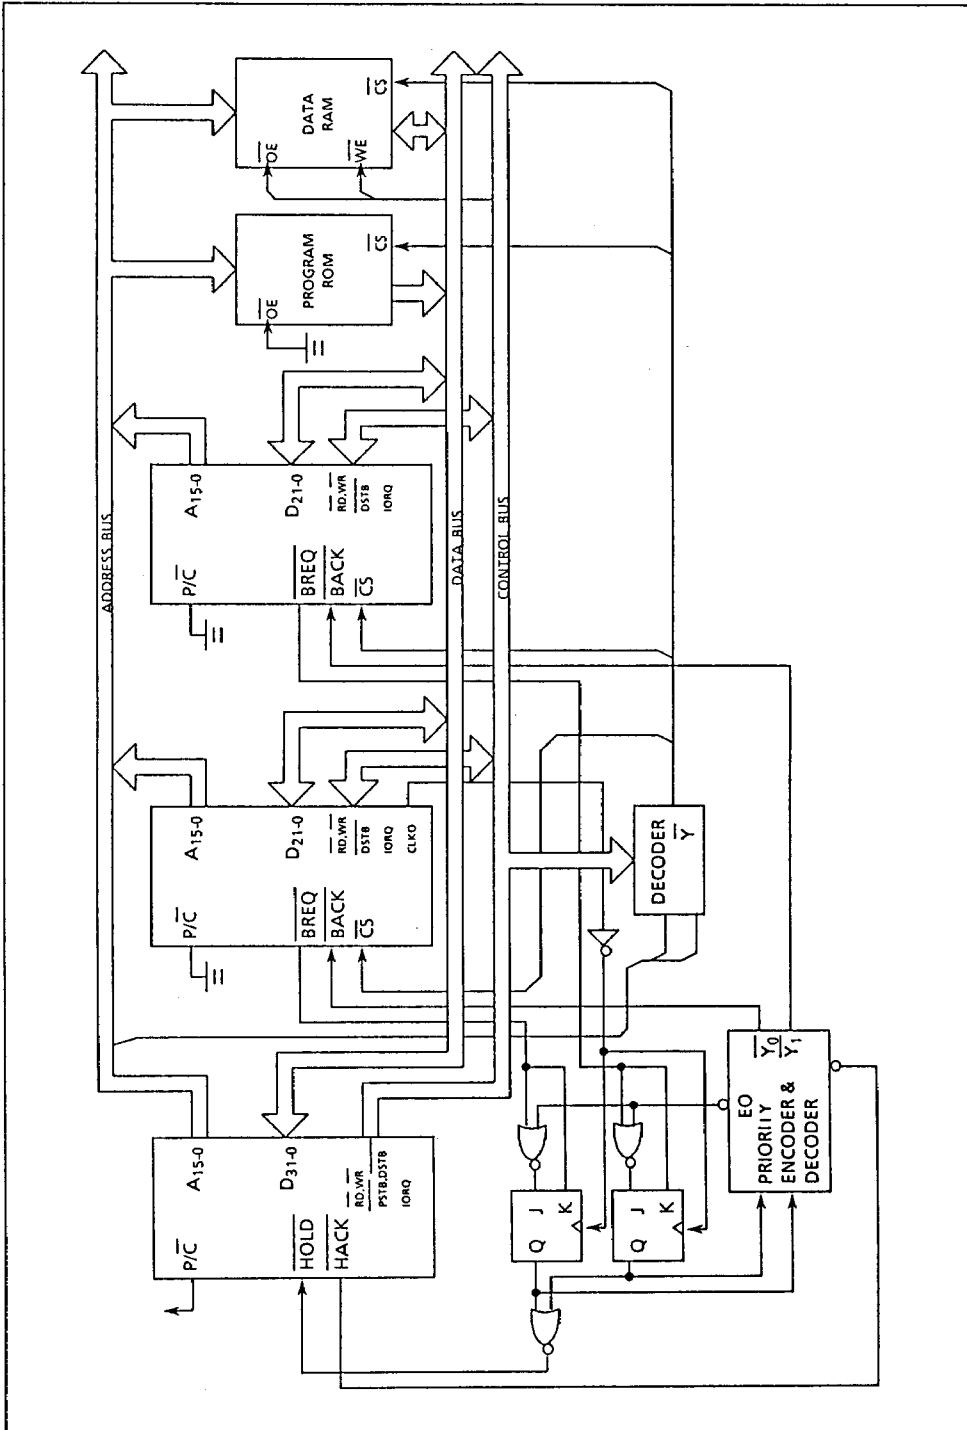 ADDRESS BUS
DATA BUS
CONTROL BUS
DATA
RAM
OE
WE
CS
PROGRAM
ROM
OE
CS
P/C
A15-0
D21-0
RD,WR
DSTB
IORQ
BREQ
BACK
CS
P/C
A15-0
D21-0
RD,WR
DSTB
IORQ
CLKO
BREQ
BACK
CS
P/C
A15-0
D31-0
RD,WR
PSTB,DSTB
IORQ
HOLD
HACK
DECODER
Y
EO
PRIORITY
ENCODER &
DECODER
Y0
Y1
J
K
Q
J
K
Q